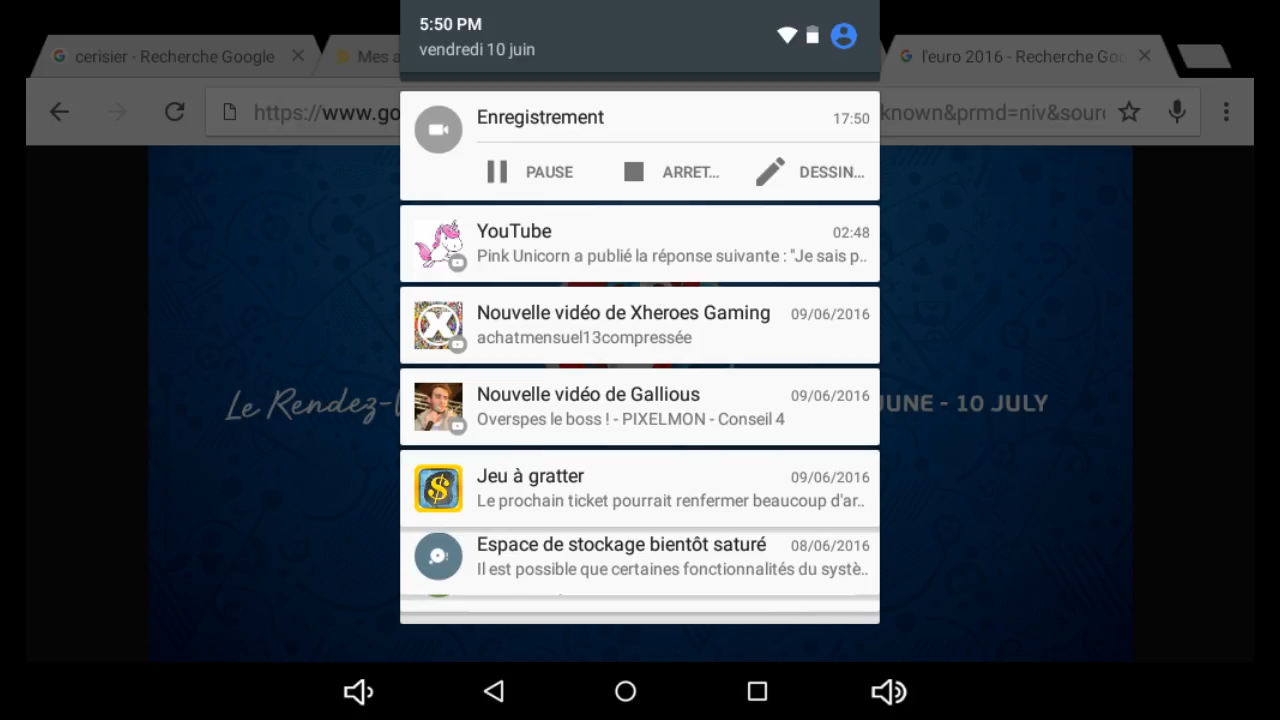 5:50 PM
vendredi 10 juin
cerisier - Recherche Google
Mes a
l'euro 2016 - Recherche Goo
https://www.go
known&prmd=niv&sour
Enregistrement 17:50
PAUSE ARRET... DESSIN...
YouTube 02:48
Pink Unicorn a publié la réponse suivante : "Je sais p..
Nouvelle vidéo de Xheroes Gaming 09/06/2016
achatmensuel13compressée
Nouvelle vidéo de Gallious 09/06/2016
Overspes le boss ! - PIXELMON - Conseil 4
Le Rendez-
JUNE - 10 JULY
Jeu à gratter 09/06/2016
Le prochain ticket pourrait renfermer beaucoup d'ar..
Espace de stockage bientôt saturé 08/06/2016
Il est possible que certaines fonctionnalités du systè..